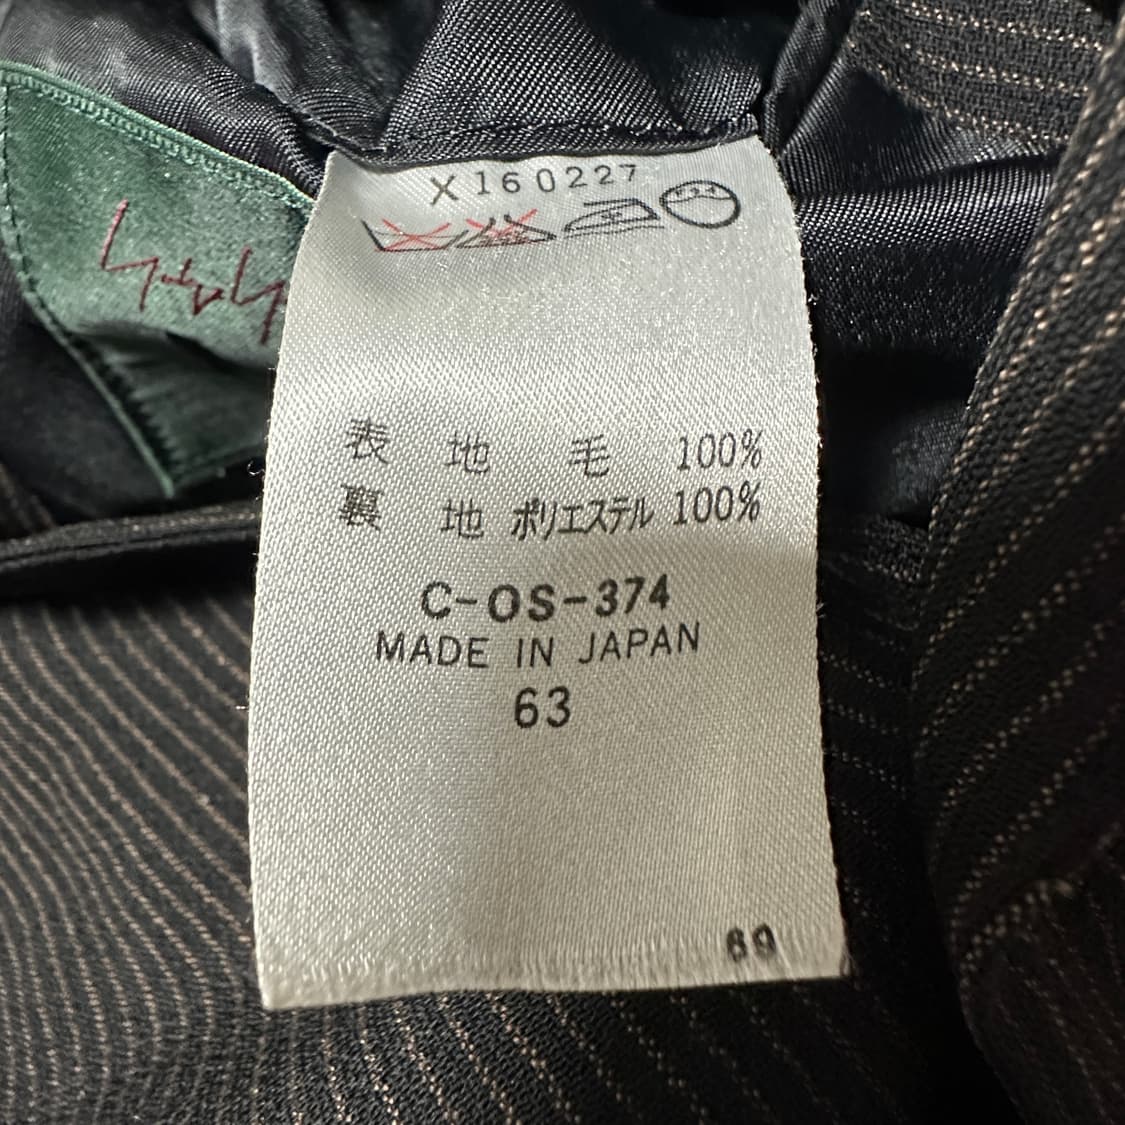 X160227
表地 毛 100%
裏地 ポリエステル 100%
C-OS-374
MADE IN JAPAN
63